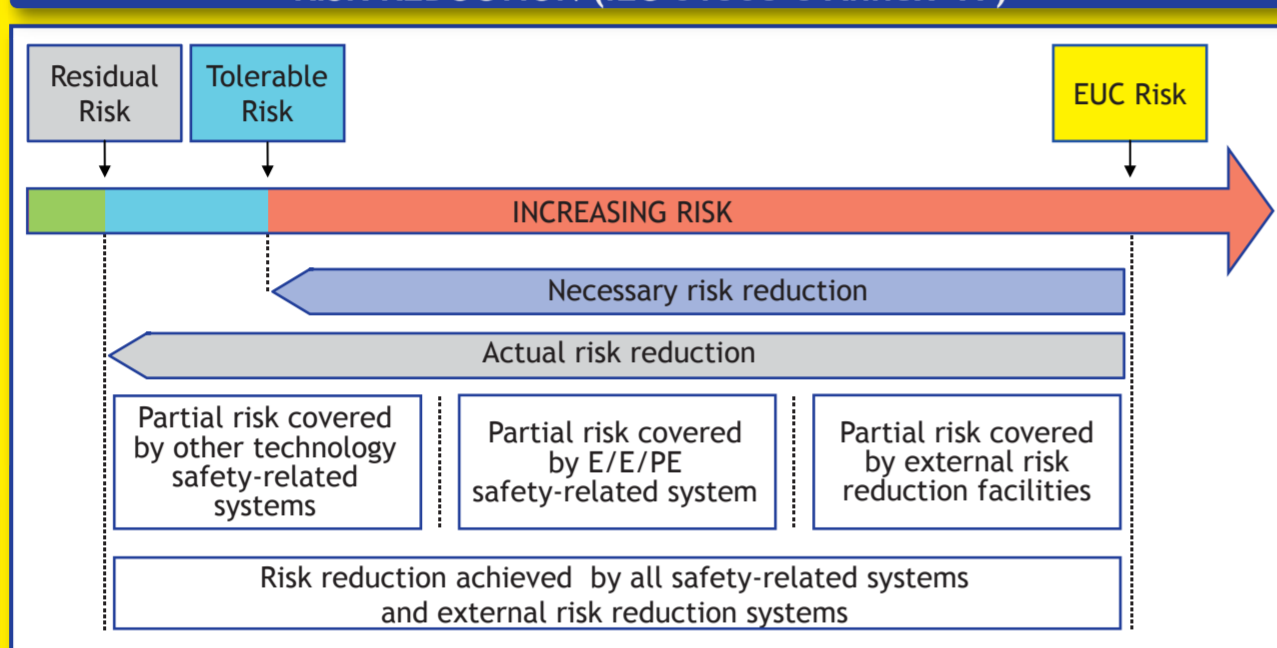 Residual
Risk
Tolerable
Risk
EUC Risk
INCREASING RISK
Necessary risk reduction
Actual risk reduction
Partial risk covered
by other technology
safety-related
systems
Partial risk covered
by E/E/PE
safety-related system
Partial risk covered
by external risk
reduction facilities
Risk reduction achieved by all safety-related systems
and external risk reduction systems